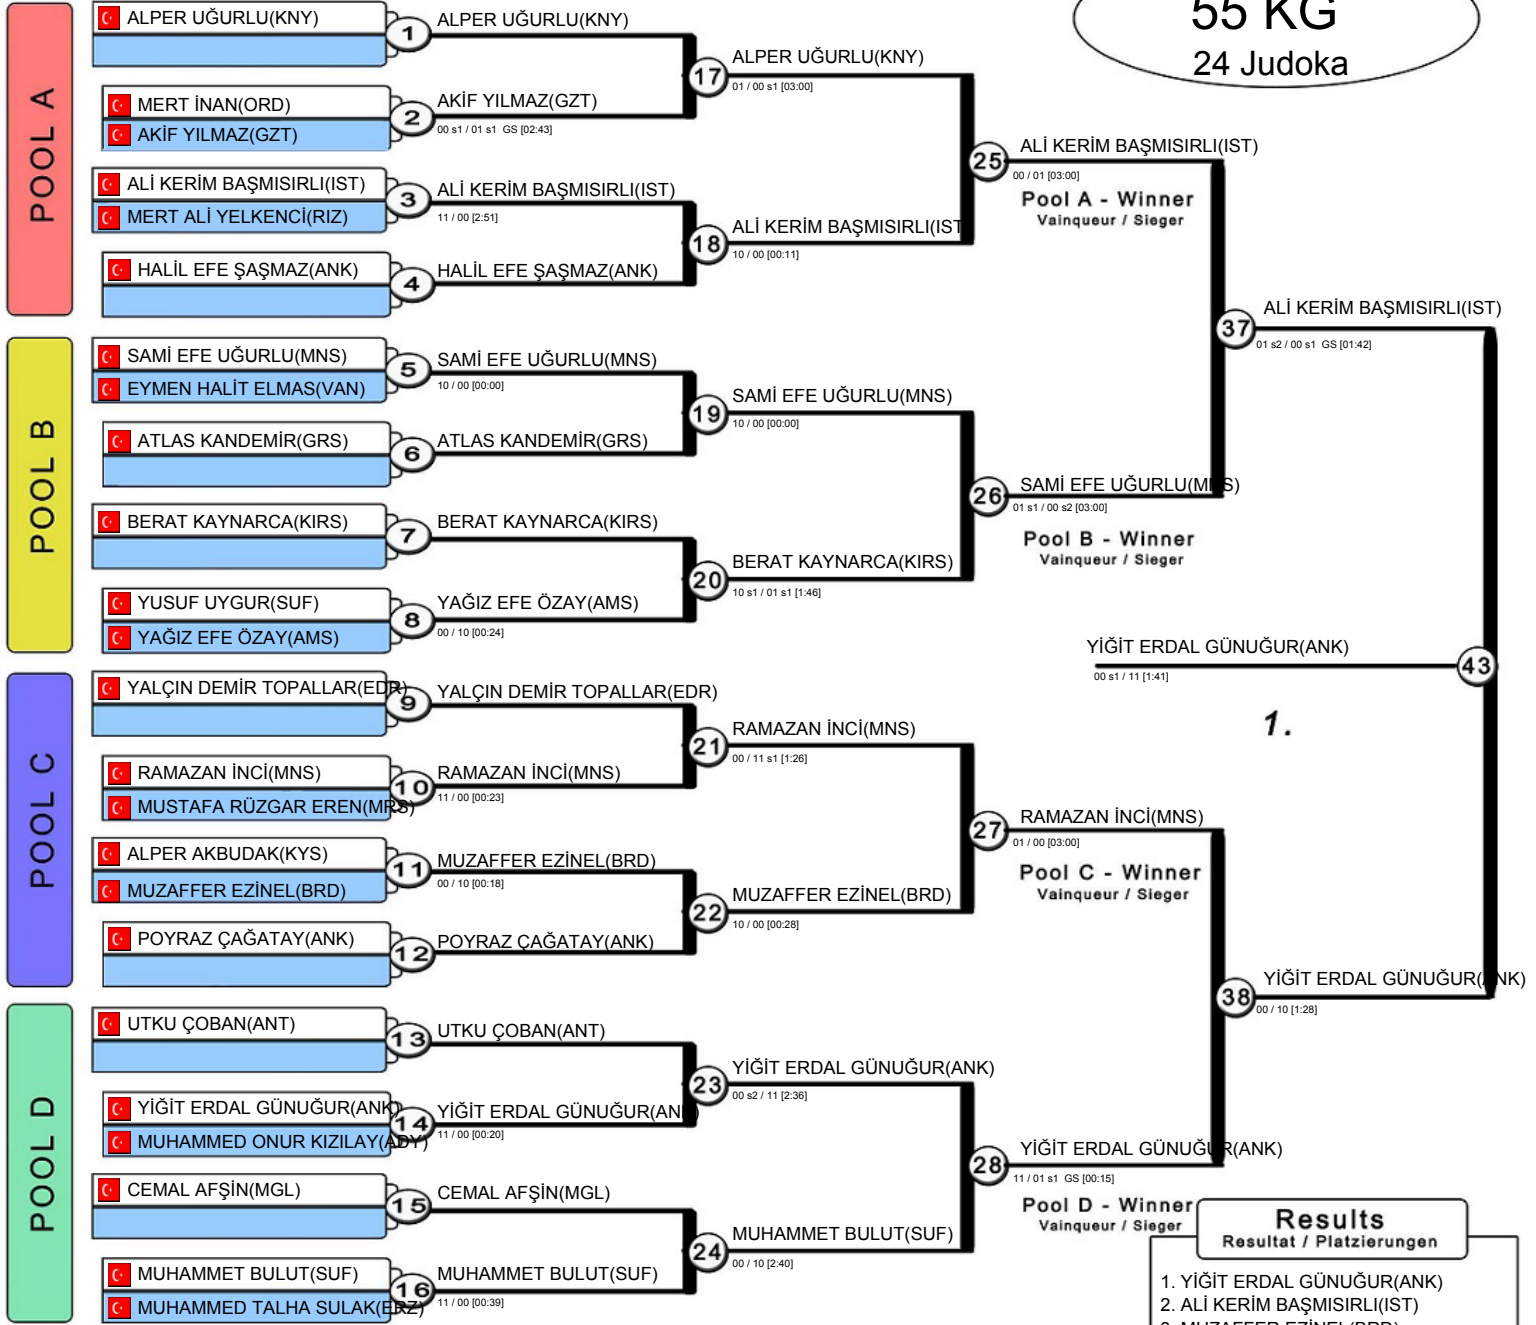 55 KG
24 Judoka
POOL A
ALPER UĞURLU(KNY)
1
MERT İNAN(ORD)
AKİF YILMAZ(GZT)
2
ALİ KERİM BAŞMISIRLI(IST)
MERT ALİ YELKENCİ(RIZ)
3
HALİL EFE ŞAŞMAZ(ANK)
4
POOL B
SAMİ EFE UĞURLU(MNS)
EYMEN HALİT ELMAS(VAN)
5
ATLAS KANDEMİR(GRS)
6
BERAT KAYNARCA(KIRS)
7
YUSUF UYGUR(SUF)
YAĞIZ EFE ÖZAY(AMS)
8
POOL C
YALÇIN DEMİR TOPALLAR(EDR)
9
RAMAZAN İNCİ(MNS)
MUSTAFA RÜZGAR EREN(MRS)
10
ALPER AKBUDAK(KYS)
MUZAFFER EZİNEL(BRD)
11
POYRAZ ÇAĞATAY(ANK)
12
POOL D
UTKU ÇOBAN(ANT)
13
YİĞİT ERDAL GÜNUĞUR(ANK)
MUHAMMED ONUR KIZILAY(ADY)
14
CEMAL AFŞİN(MGL)
15
MUHAMMET BULUT(SUF)
MUHAMMED TALHA SULAK(ERZ)
16
ALPER UĞURLU(KNY)
AKİF YILMAZ(GZT)
00 s1 / 01 s1 GS [02:43]
17
ALİ KERİM BAŞMISIRLI(IST)
11 / 00 [2:51]
HALİL EFE ŞAŞMAZ(ANK)
18
SAMİ EFE UĞURLU(MNS)
10 / 00 [00:00]
ATLAS KANDEMİR(GRS)
19
BERAT KAYNARCA(KIRS)
YAĞIZ EFE ÖZAY(AMS)
00 / 10 [00:24]
20
YALÇIN DEMİR TOPALLAR(EDR)
RAMAZAN İNCİ(MNS)
11 / 00 [00:23]
21
MUZAFFER EZİNEL(BRD)
00 / 10 [00:18]
POYRAZ ÇAĞATAY(ANK)
22
UTKU ÇOBAN(ANT)
YİĞİT ERDAL GÜNUĞUR(ANK)
11 / 00 [00:20]
23
CEMAL AFŞİN(MGL)
MUHAMMET BULUT(SUF)
11 / 00 [00:39]
24
ALPER UĞURLU(KNY)
01 / 00 s1 [03:00]
ALİ KERİM BAŞMISIRLI(IST
10 / 00 [00:11]
25
SAMİ EFE UĞURLU(MNS)
10 / 00 [00:00]
BERAT KAYNARCA(KIRS)
10 s1 / 01 s1 [1:46]
26
RAMAZAN İNCİ(MNS)
00 / 11 s1 [1:26]
MUZAFFER EZİNEL(BRD)
10 / 00 [00:28]
27
YİĞİT ERDAL GÜNUĞUR(ANK)
00 s2 / 11 [2:36]
MUHAMMET BULUT(SUF)
00 / 10 [2:40]
28
ALİ KERİM BAŞMISIRLI(IST)
00 / 01 [03:00]
Pool A - Winner
Vainqueur / Sieger
SAMİ EFE UĞURLU(MNS)
01 s1 / 00 s2 [03:00]
Pool B - Winner
Vainqueur / Sieger
37
RAMAZAN İNCİ(MNS)
01 / 00 [03:00]
Pool C - Winner
Vainqueur / Sieger
YİĞİT ERDAL GÜNUĞUR(ANK)
11 / 01 s1 GS [00:15]
Pool D - Winner
Vainqueur / Sieger
38
ALİ KERİM BAŞMISIRLI(IST)
01 s2 / 00 s1 GS [01:42]
YİĞİT ERDAL GÜNUĞUR(ANK)
00 / 10 [1:28]
YİĞİT ERDAL GÜNUĞUR(ANK)
00 s1 / 11 [1:41]
43
1.
Results
Resultat / Platzierungen
1. YİĞİT ERDAL GÜNUĞUR(ANK)
2. ALİ KERİM BAŞMISIRLI(IST)
3. MUZAFFER EZİNEL(BRD)